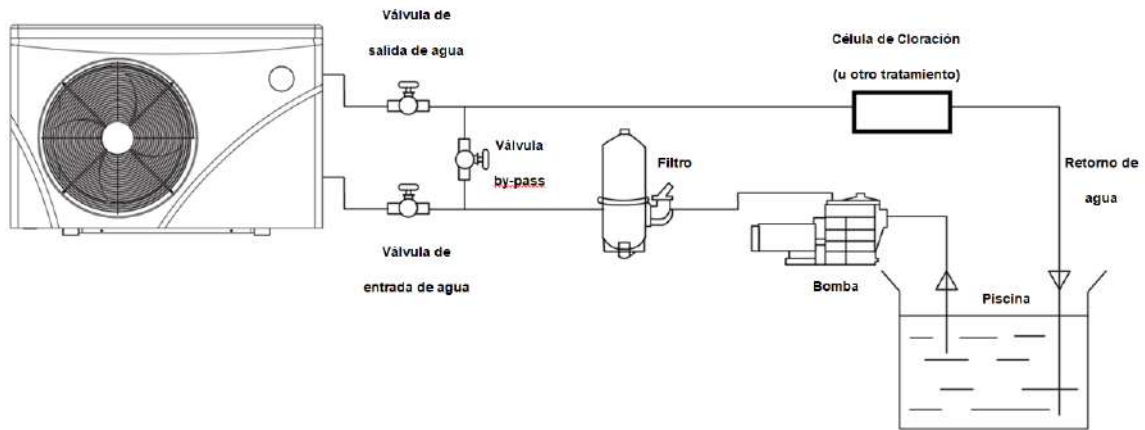 Válvula de
salida de agua
Célula de Cloración
(u otro tratamiento)
Válvula
by-pass
Filtro
Retorno de
agua
Válvula de
entrada de agua
Bomba
Piscina